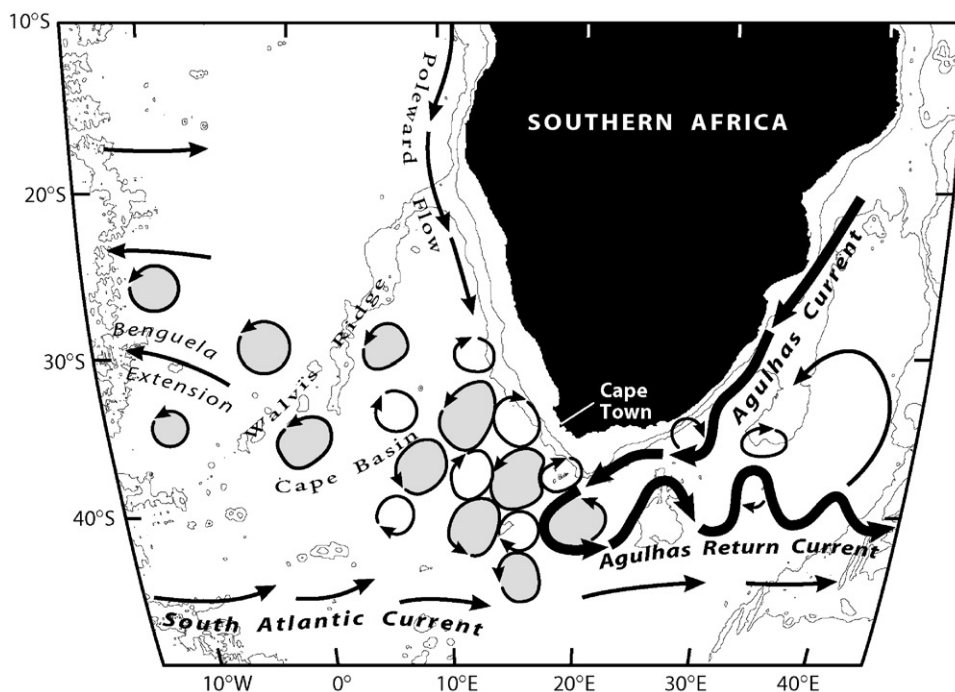 10°S
Poleward
Flow
SOUTHERN AFRICA
20°S
Agulhas Current
Benguela
Extension
Walvis Ridge
30°S
Cape
Town
Cape Basin
40°S
Agulhas Return Current
South Atlantic Current
10°W
0°
10°E
20°E
30°E
40°E